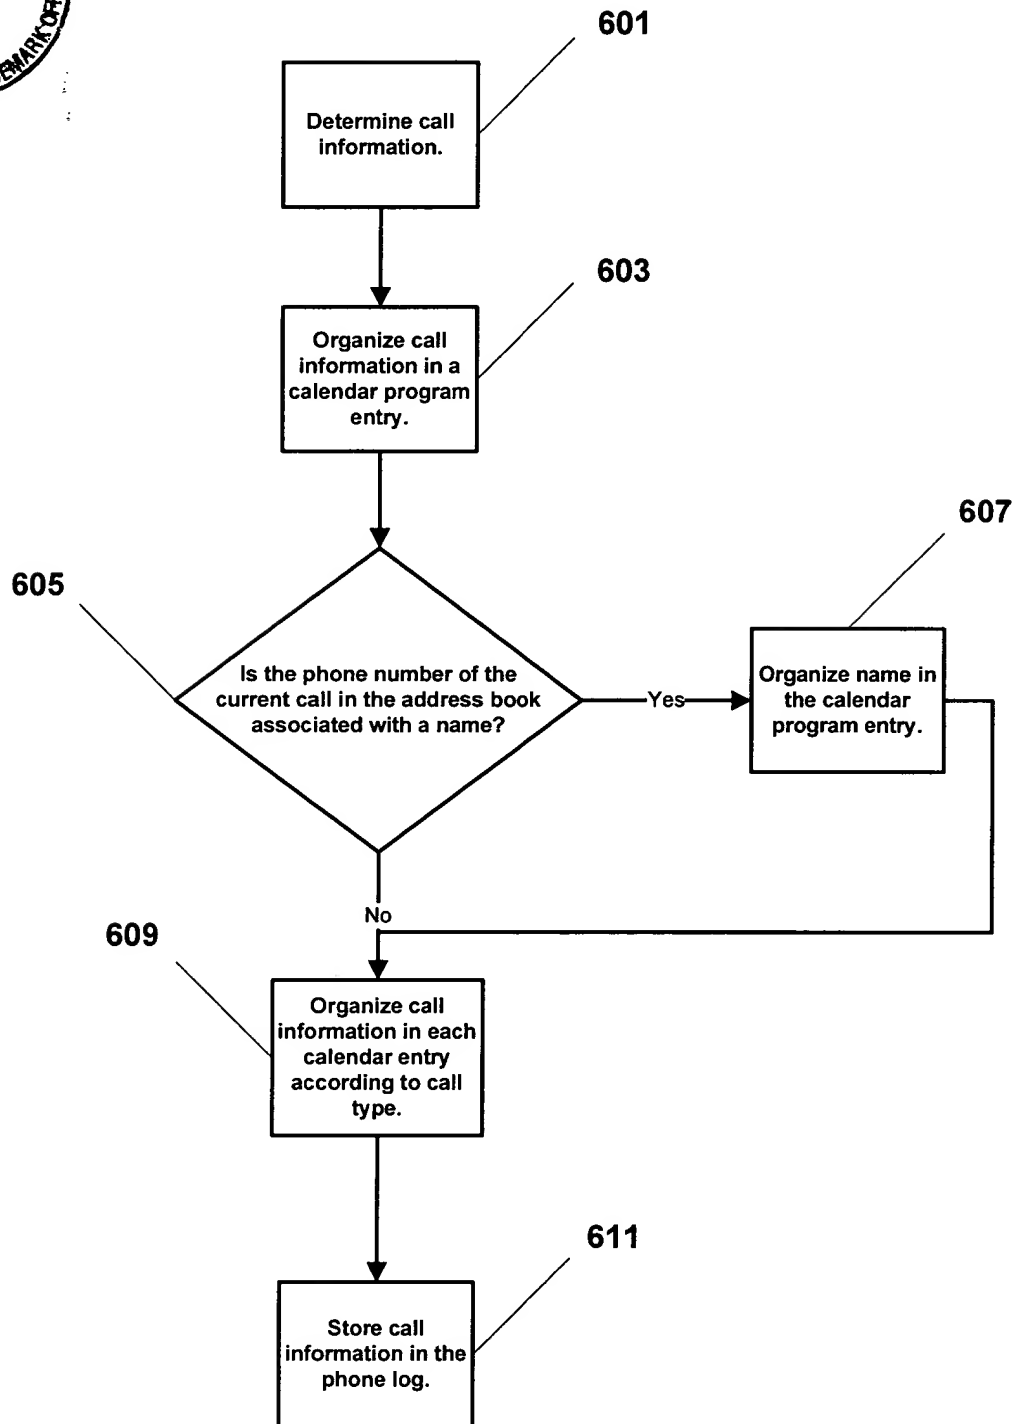 EMARK OF
601
Determine call
information.
603
Organize call
information in a
calendar program
entry.
607
605
Is the phone number of the
current call in the address book
associated with a name?
Yes
Organize name in
the calendar
program entry.
No
609
Organize call
information in each
calendar entry
according to call
type.
611
Store call
information in the
phone log.